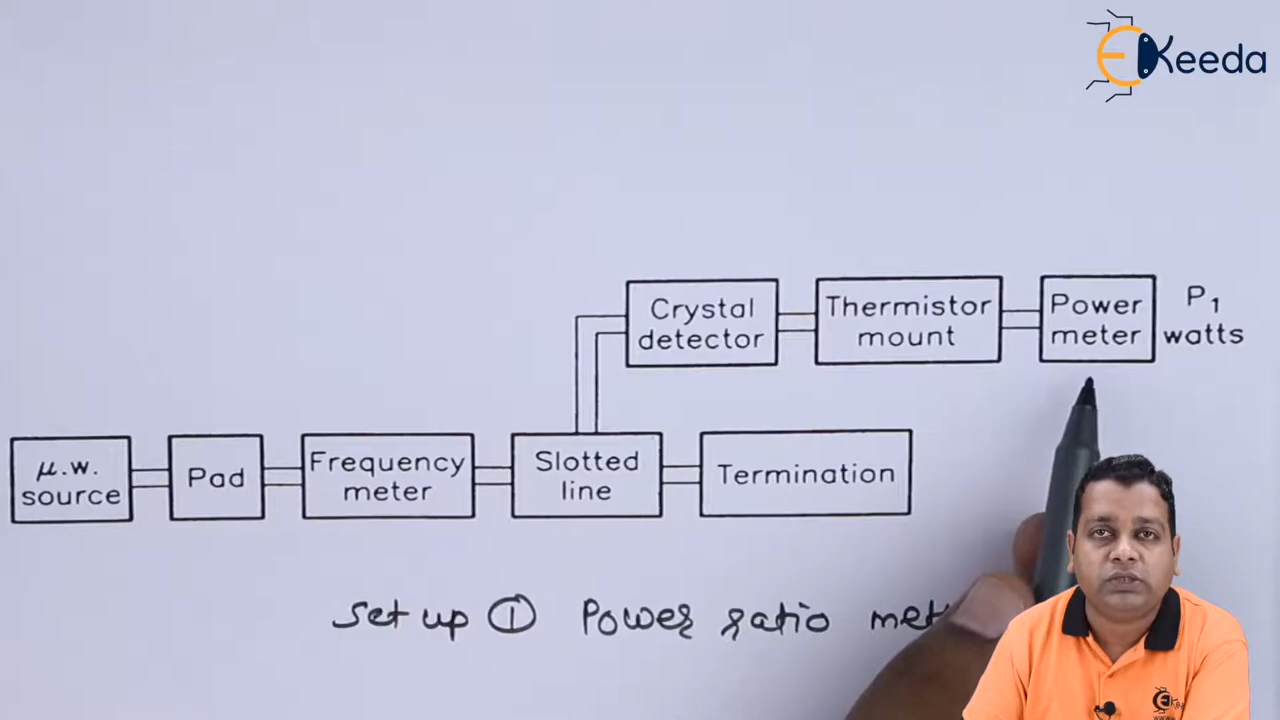 EKeeda
μ.w.
source
Pad
Frequency
meter
Slotted
line
Termination
Crystal
detector
Thermistor
mount
Power
meter
P1
watts
Set up ① Power ratio